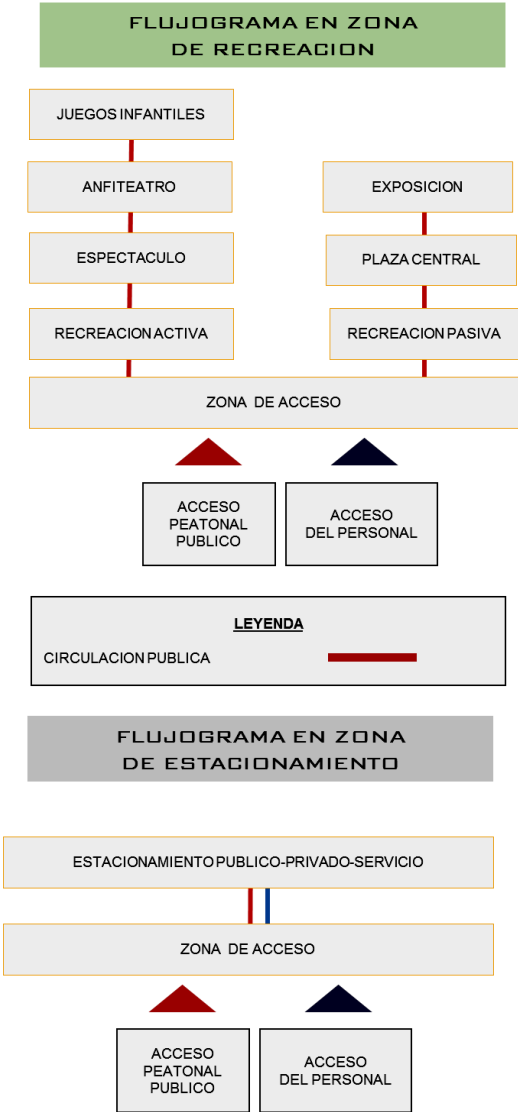 FLUJOGRAMA EN ZONA
DE RECREACION
JUEGOS INFANTILES
ANFITEATRO
EXPOSICION
ESPECTACULO
PLAZA CENTRAL
RECREACION ACTIVA
RECREACION PASIVA
ZONA DE ACCESO
ACCESO
PEATONAL
PUBLICO
ACCESO
DEL PERSONAL
LEYENDA
CIRCULACION PUBLICA
FLUJOGRAMA EN ZONA
DE ESTACIONAMIENTO
ESTACIONAMIENTO PUBLICO-PRIVADO-SERVICIO
ZONA DE ACCESO
ACCESO
PEATONAL
PUBLICO
ACCESO
DEL PERSONAL